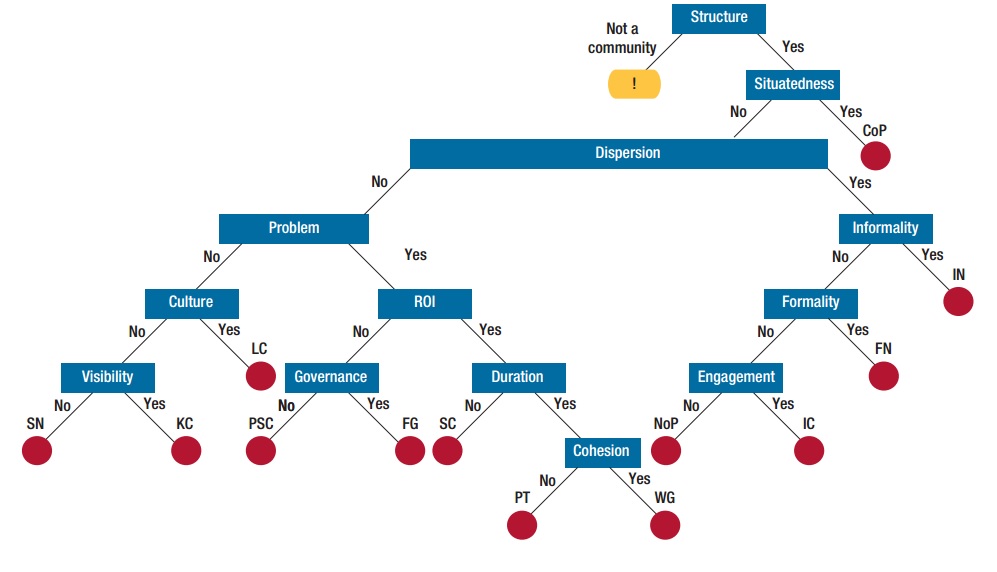 Structure
Not a
community
Yes
!
Situatedness
No
Yes
CoP
Dispersion
No
Yes
Problem
Informality
No
Yes
No
Yes
IN
Culture
ROI
Formality
No
Yes
No
Yes
No
Yes
LC
FN
Visibility
Governance
Duration
Engagement
No
Yes
No
Yes
No
Yes
No
Yes
SN
KC
PSC
FG
SC
NoP
IC
Cohesion
No
Yes
PT
WG